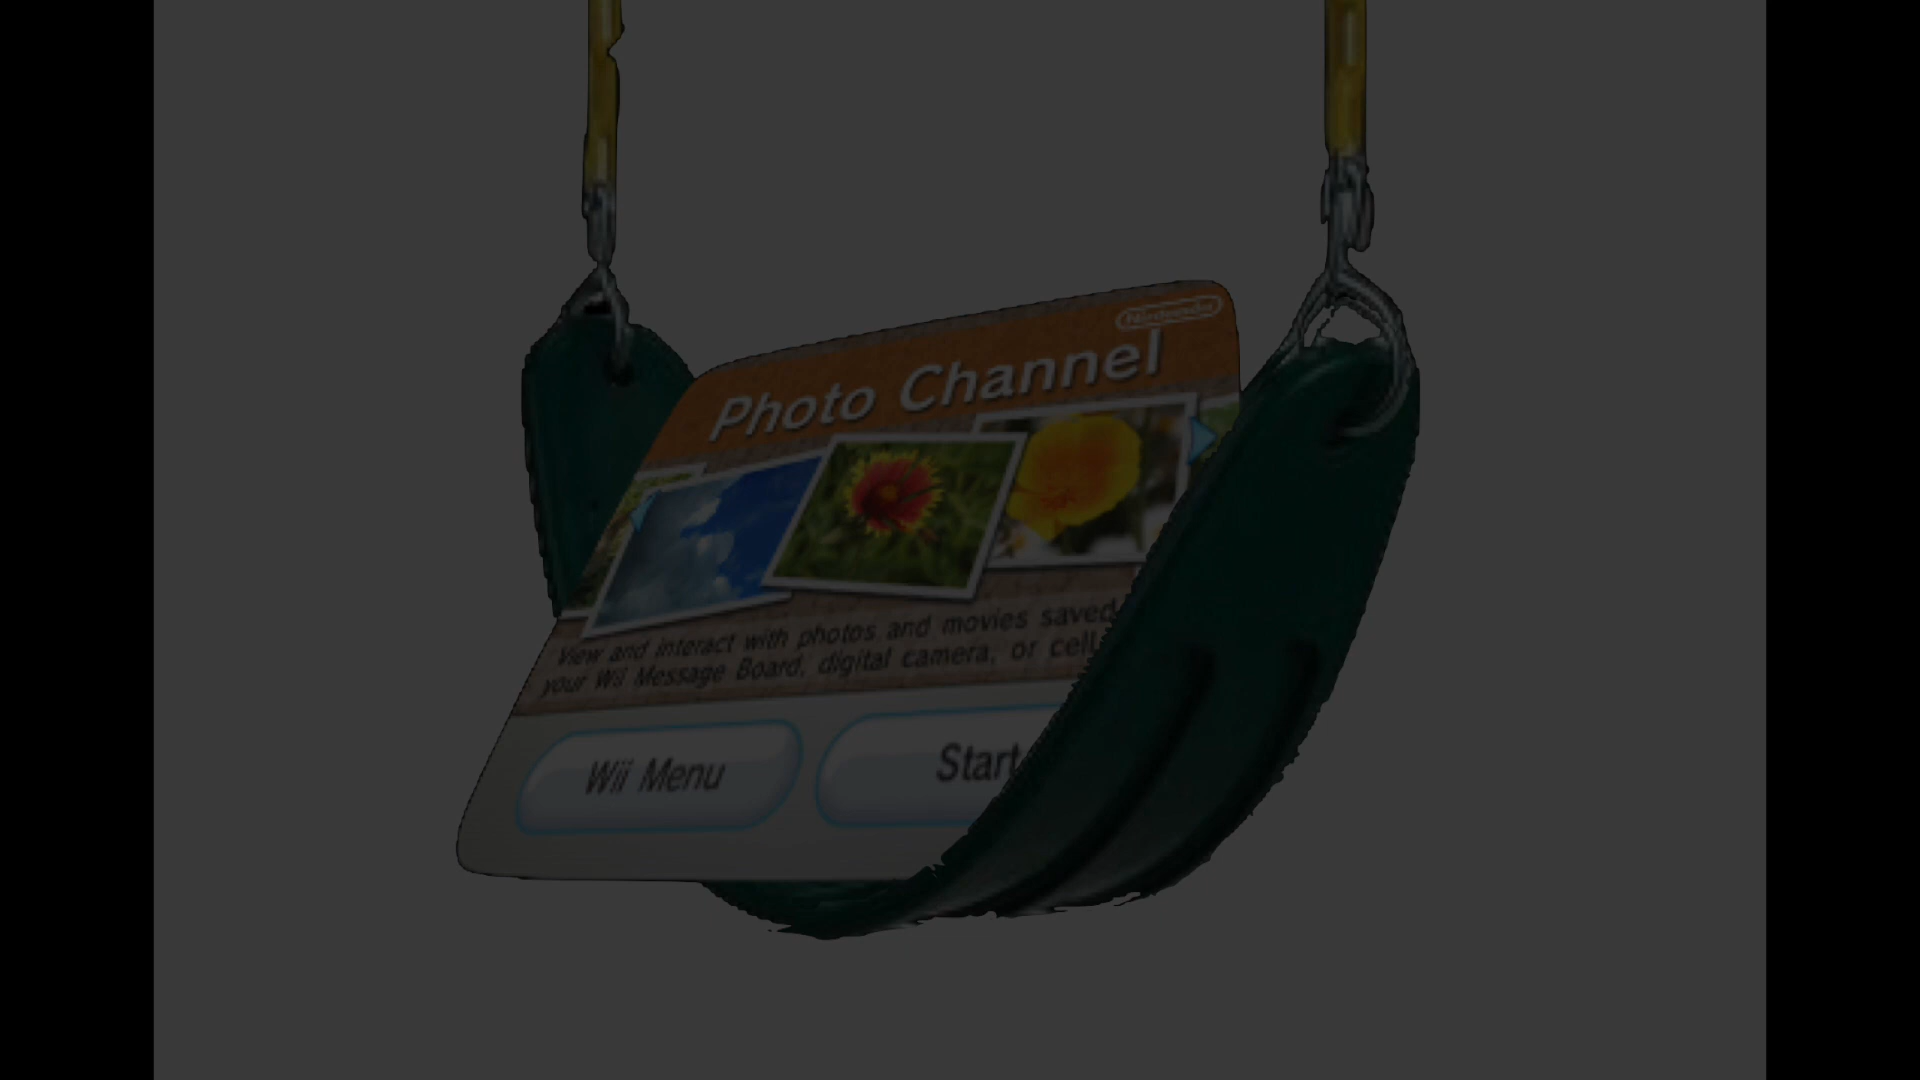 Nintendo
Photo Channel
View and interact with photos and movies saved
your Wii Message Board, digital camera, or cell
Wii Menu
Start